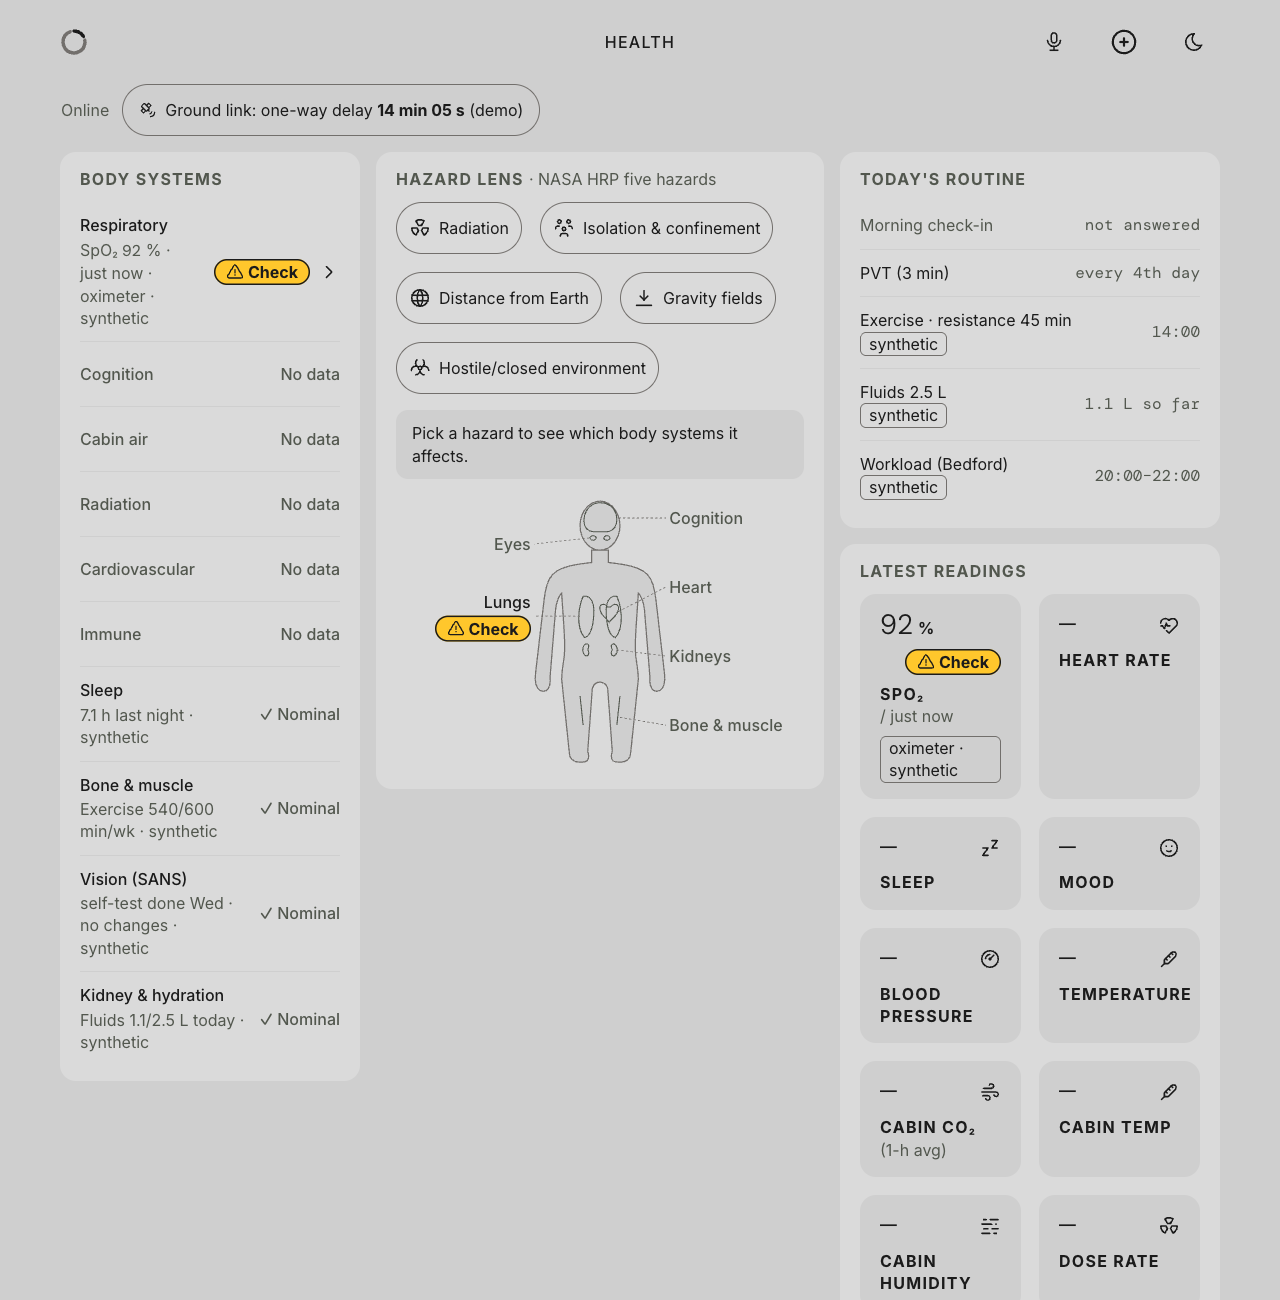 HEALTH
Online
Ground link: one-way delay 14 min 05 s (demo)
BODY SYSTEMS
Respiratory
SpO₂ 92 % ·
just now ·
oximeter ·
synthetic
Check
Cognition No data
Cabin air No data
Radiation No data
Cardiovascular No data
Immune No data
Sleep
7.1 h last night ·
synthetic
Nominal
Bone & muscle
Exercise 540/600
min/wk · synthetic
Nominal
Vision (SANS)
self-test done Wed ·
no changes ·
synthetic
Nominal
Kidney & hydration
Fluids 1.1/2.5 L today ·
synthetic
Nominal
HAZARD LENS · NASA HRP five hazards
Radiation
Isolation & confinement
Distance from Earth
Gravity fields
Hostile/closed environment
Pick a hazard to see which body systems it
affects.
Cognition
Eyes
Heart
Lungs
Check
Kidneys
Bone & muscle
TODAY'S ROUTINE
Morning check-in not answered
PVT (3 min) every 4th day
Exercise · resistance 45 min
synthetic
14:00
Fluids 2.5 L
synthetic
1.1 L so far
Workload (Bedford)
synthetic
20:00–22:00
LATEST READINGS
92 %
Check
SPO₂
/ just now
oximeter ·
synthetic
—
HEART RATE
—
zz
SLEEP
—
MOOD
—
BLOOD
PRESSURE
—
TEMPERATURE
—
CABIN CO₂
(1-h avg)
—
CABIN TEMP
—
CABIN
HUMIDITY
—
DOSE RATE